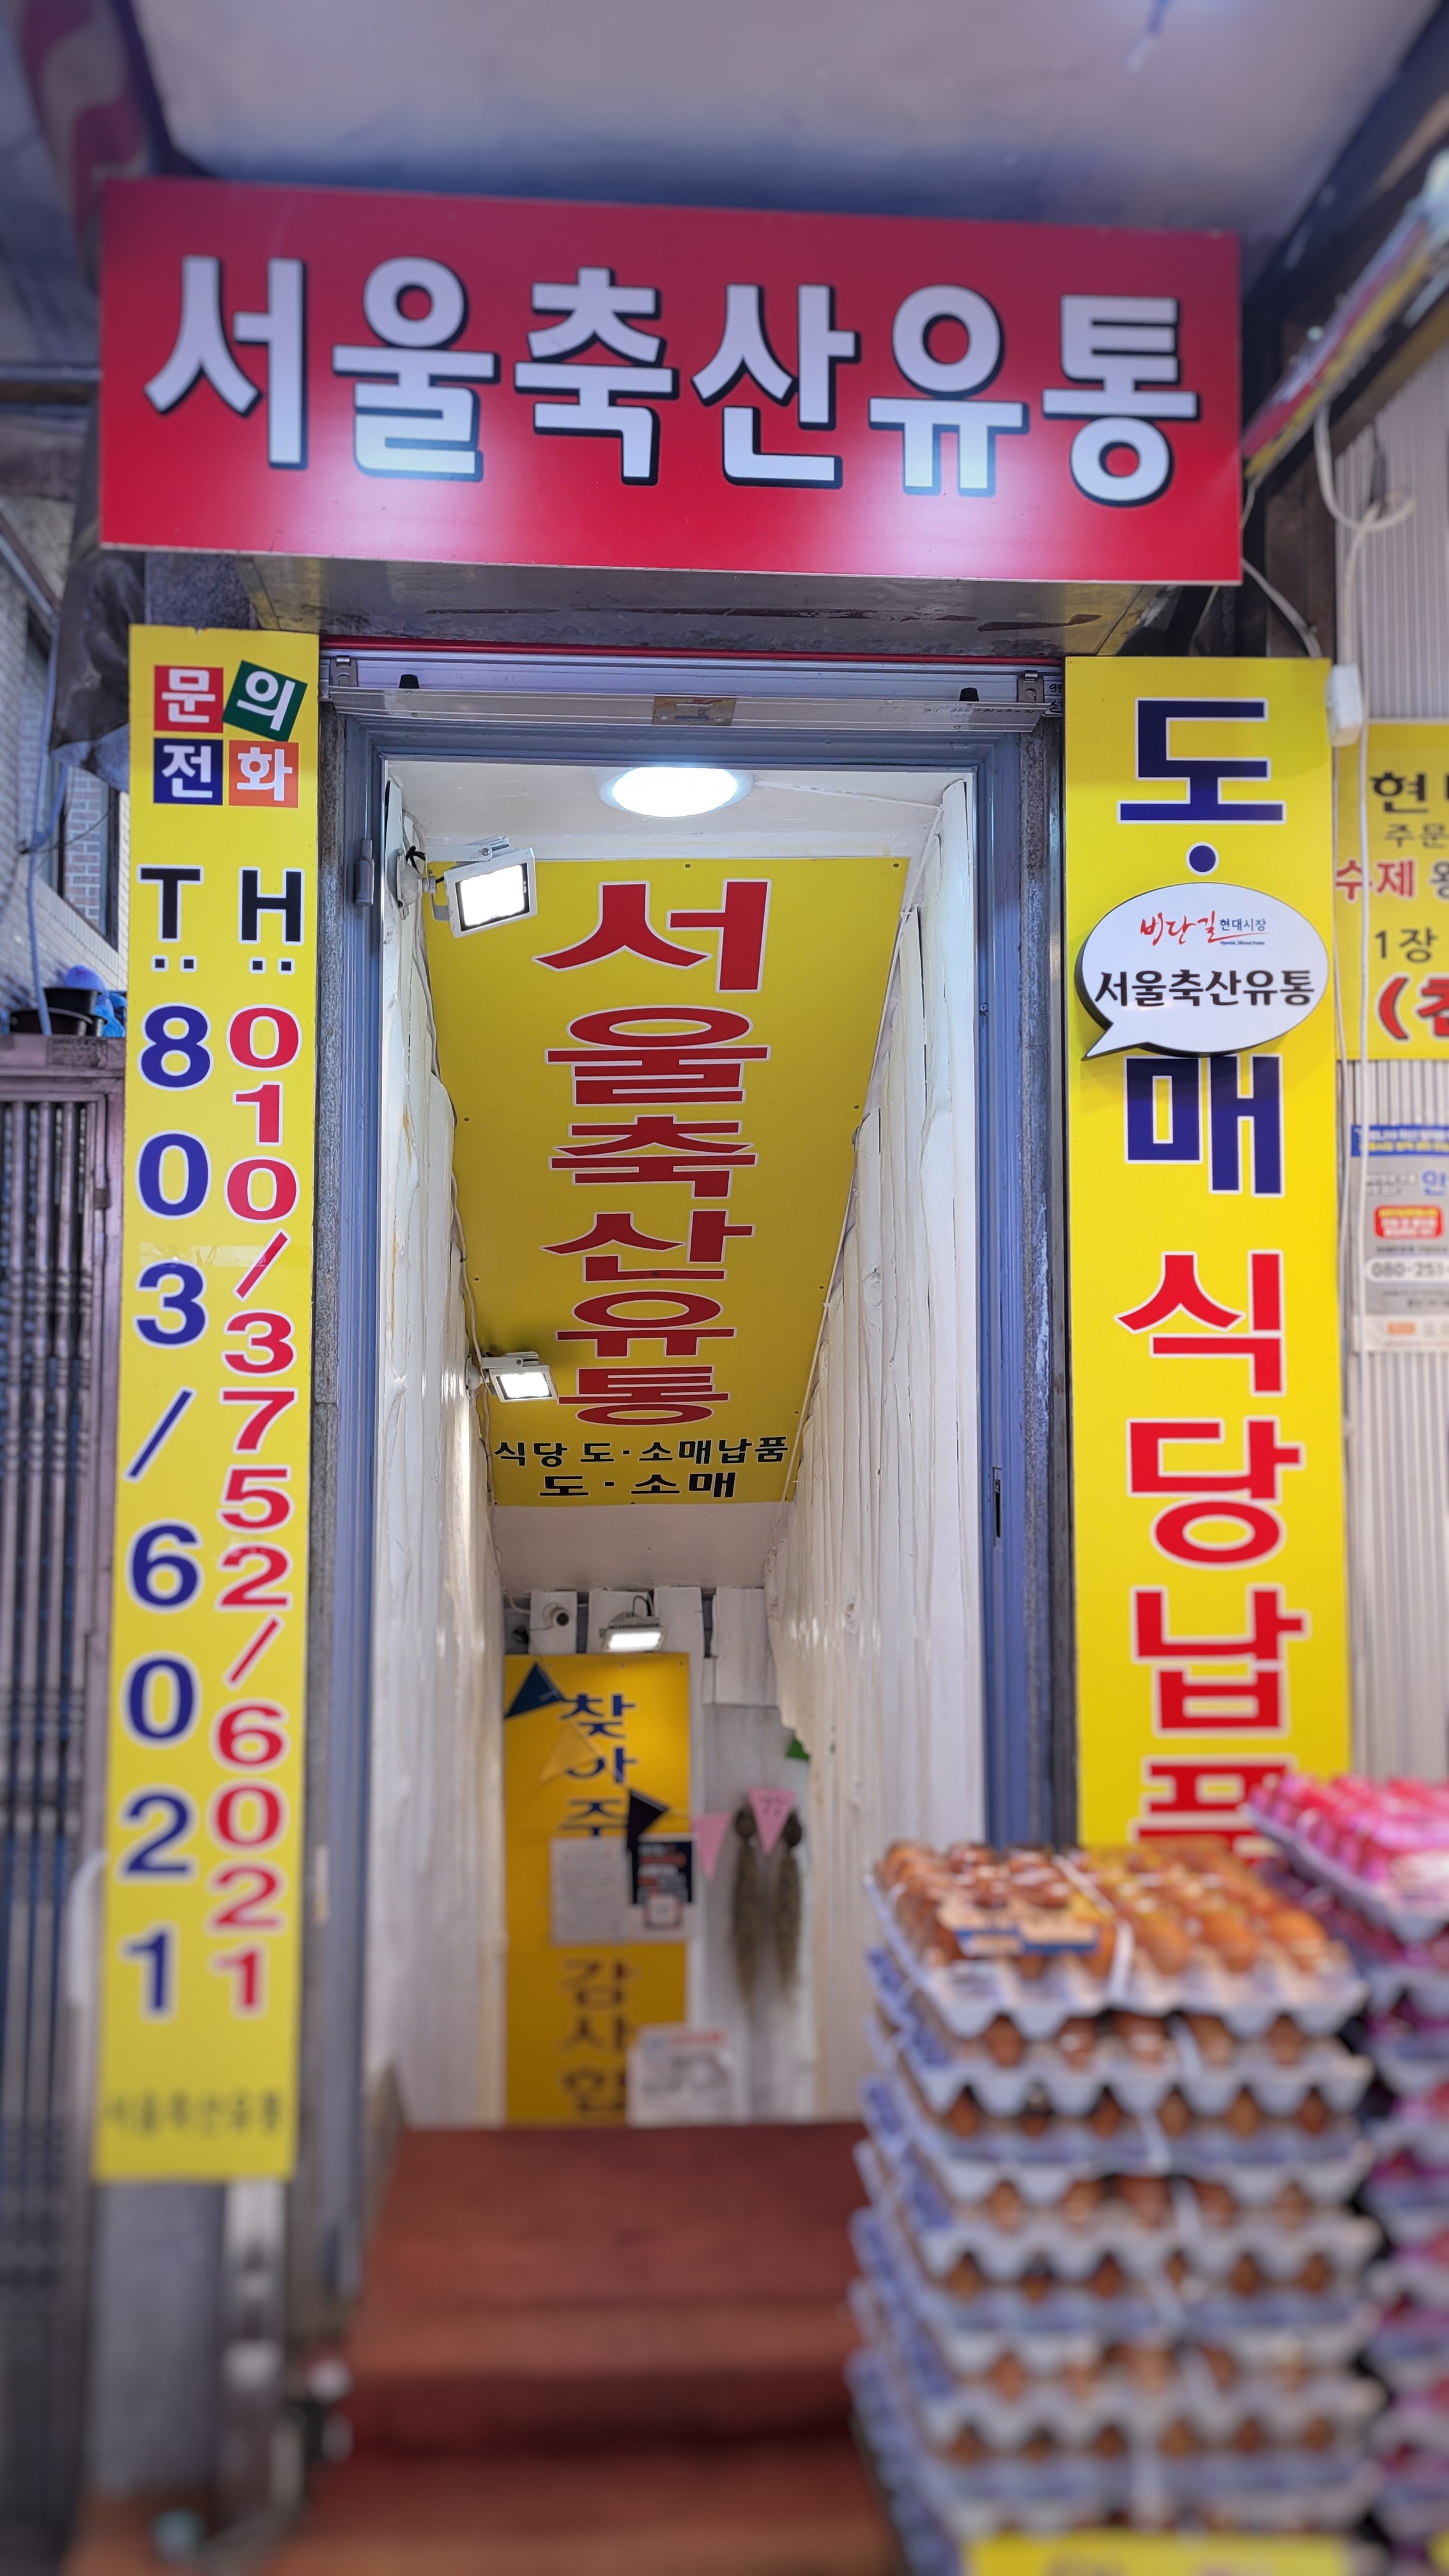 서울축산유통
문의
전화
T:
803/6021
H:
010/3752/6021
서울축산유통
서울축산유통
식당 도·소매납품
도·소매
찾아주
감사
도·
비단길 현대시장
서울축산유통
매
식당납품
현
주문
수제
1장
안
080-251